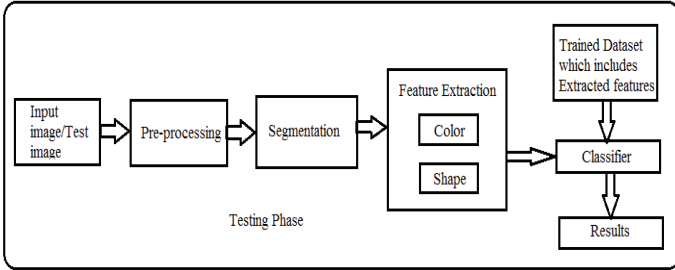 Input
image/Test
image
Pre-processing
Segmentation
Feature Extraction
Color
Shape
Trained Dataset
which includes
Extracted features
Classifier
Results
Testing Phase